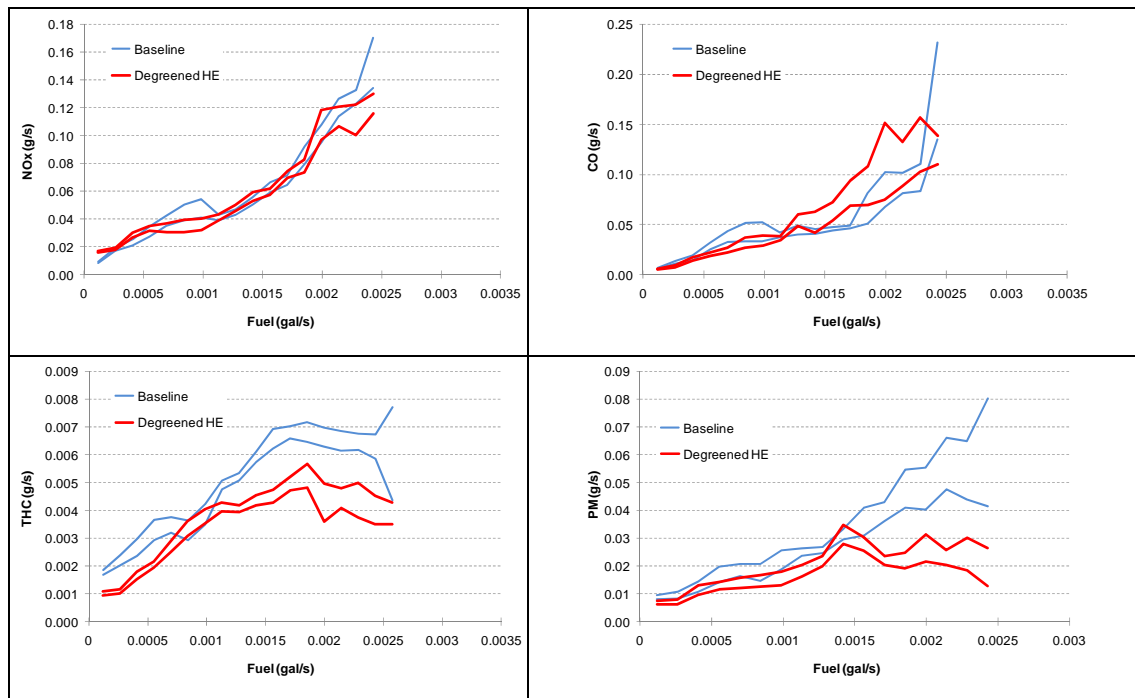 NOx (g/s)
0.18
0.16
0.14
0.12
0.10
0.08
0.06
0.04
0.02
0.00
Baseline
Degreened HE
0 0.0005 0.001 0.0015 0.002 0.0025 0.003 0.0035
Fuel (gal/s)
CO (g/s)
0.25
0.20
0.15
0.10
0.05
0.00
Baseline
Degreened HE
0 0.0005 0.001 0.0015 0.002 0.0025 0.003 0.0035
Fuel (gal/s)
THC (g/s)
0.009
0.008
0.007
0.006
0.005
0.004
0.003
0.002
0.001
0.000
Baseline
Degreened HE
0 0.0005 0.001 0.0015 0.002 0.0025 0.003 0.0035
Fuel (gal/s)
PM (g/s)
0.09
0.08
0.07
0.06
0.05
0.04
0.03
0.02
0.01
0.00
Baseline
Degreened HE
0 0.0005 0.001 0.0015 0.002 0.0025 0.003
Fuel (gal/s)